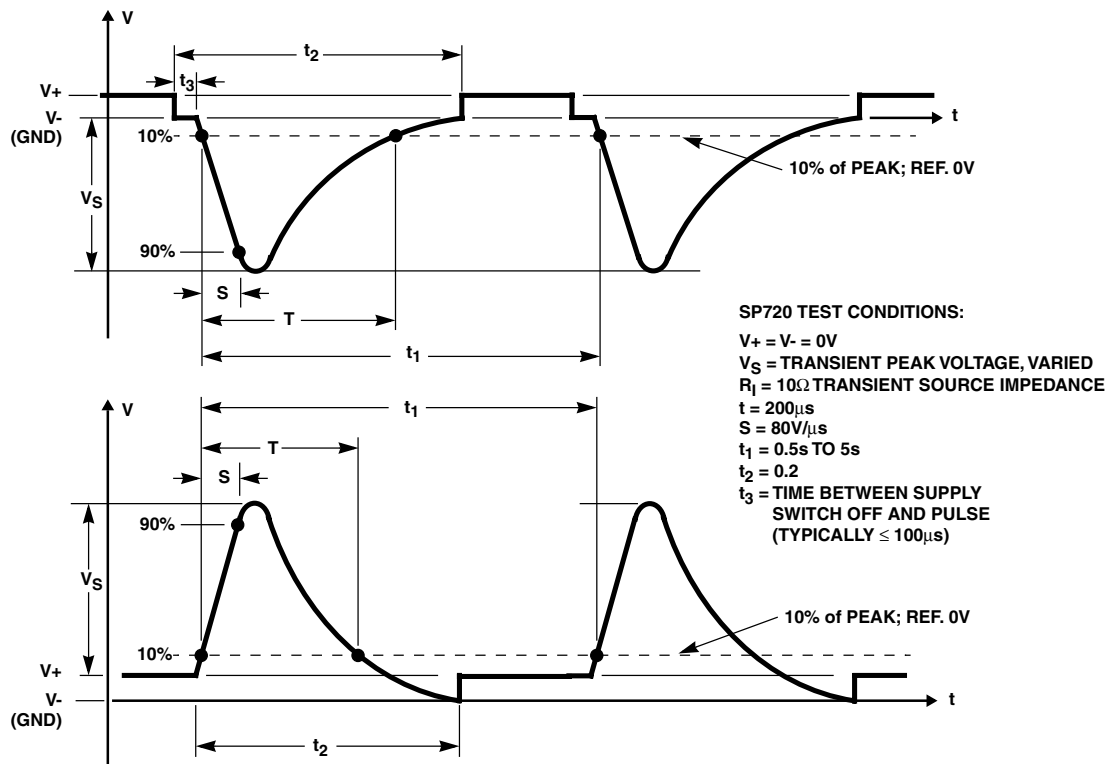 V
t2
t3
V+
V-
(GND)
t
10%
10% of PEAK; REF. 0V
VS
90%
S
T
t1
SP720 TEST CONDITIONS:
V+ = V- = 0V
VS = TRANSIENT PEAK VOLTAGE, VARIED
RI = 10Ω TRANSIENT SOURCE IMPEDANCE
t = 200μs
S = 80V/μs
t1 = 0.5s TO 5s
t2 = 0.2
t3 = TIME BETWEEN SUPPLY
SWITCH OFF AND PULSE
(TYPICALLY ≤ 100μs)
V
t1
T
S
90%
VS
10% of PEAK; REF. 0V
10%
V+
V-
(GND)
t
t2